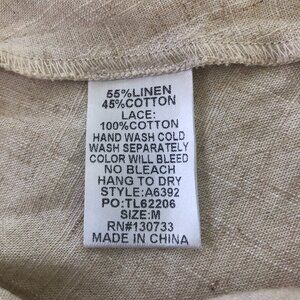 55%LINEN
45%COTTON
LACE:
100%COTTON
HAND WASH COLD
WASH SEPARATELY
COLOR WILL BLEED
NO BLEACH
HANG TO DRY
STYLE:A6392
PO:TL62206
SIZE:M
RN#130733
MADE IN CHINA